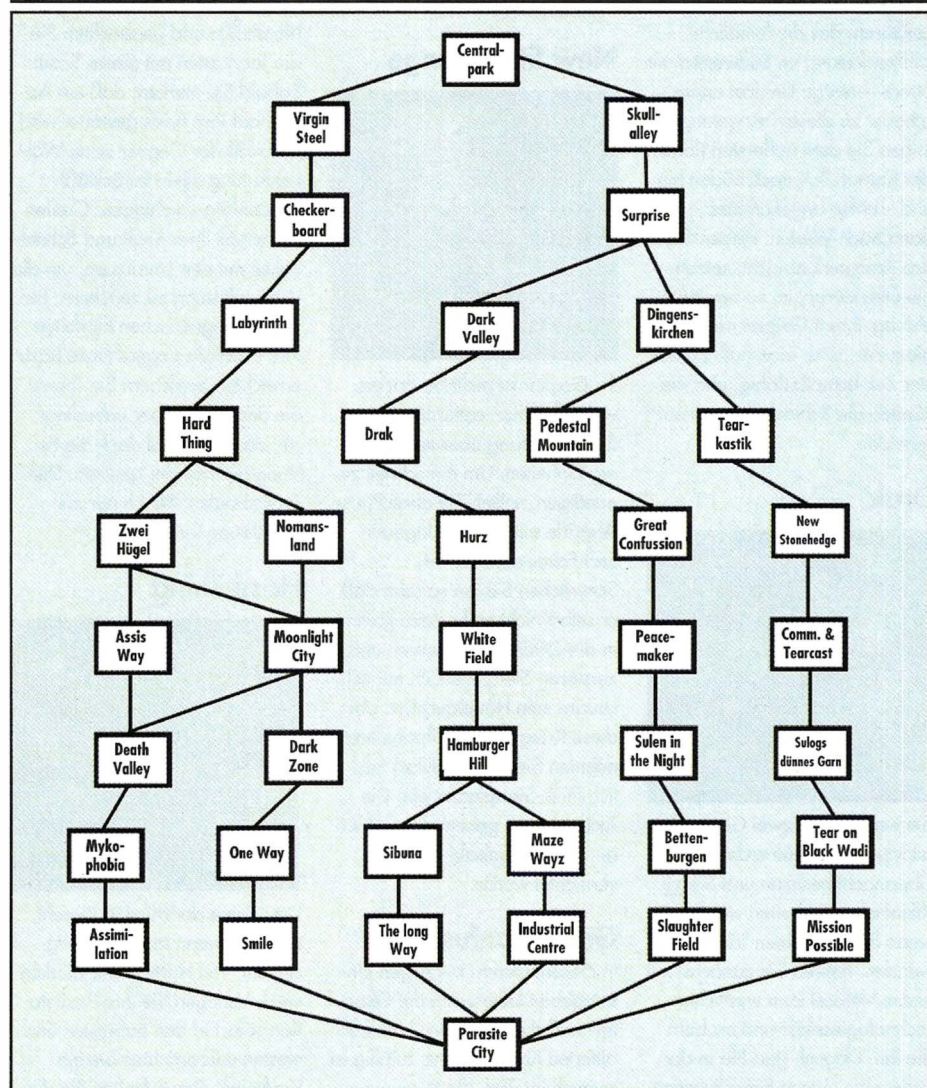 Central-
park
Virgin
Steel
Skull-
alley
Checker-
board
Surprise
Labyrinth
Dark
Valley
Dingens-
kirchen
Hard
Thing
Drak
Pedestal
Mountain
Tear-
kastik
Zwei
Hügel
Nomans-
land
Hurz
Great
Confussion
New
Stonehedge
Assis
Way
Moonlight
City
White
Field
Peace-
maker
Comm. &
Tearcast
Death
Valley
Dark
Zone
Hamburger
Hill
Sulen in
the Night
Sulogs
dünnes Garn
Myko-
phobia
One Way
Sibuna
Maze
Wayz
Betten-
burgen
Tear on
Black Wadi
Assimi-
lation
Smile
The long
Way
Industrial
Centre
Slaughter
Field
Mission
Possible
Parasite
City